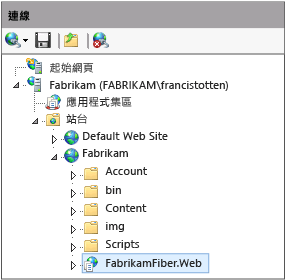 連線
起始網頁
Fabrikam (FABRIKAM\francistotten)
應用程式集區
站台
Default Web Site
Fabrikam
Account
bin
Content
img
Scripts
FabrikamFiber.Web